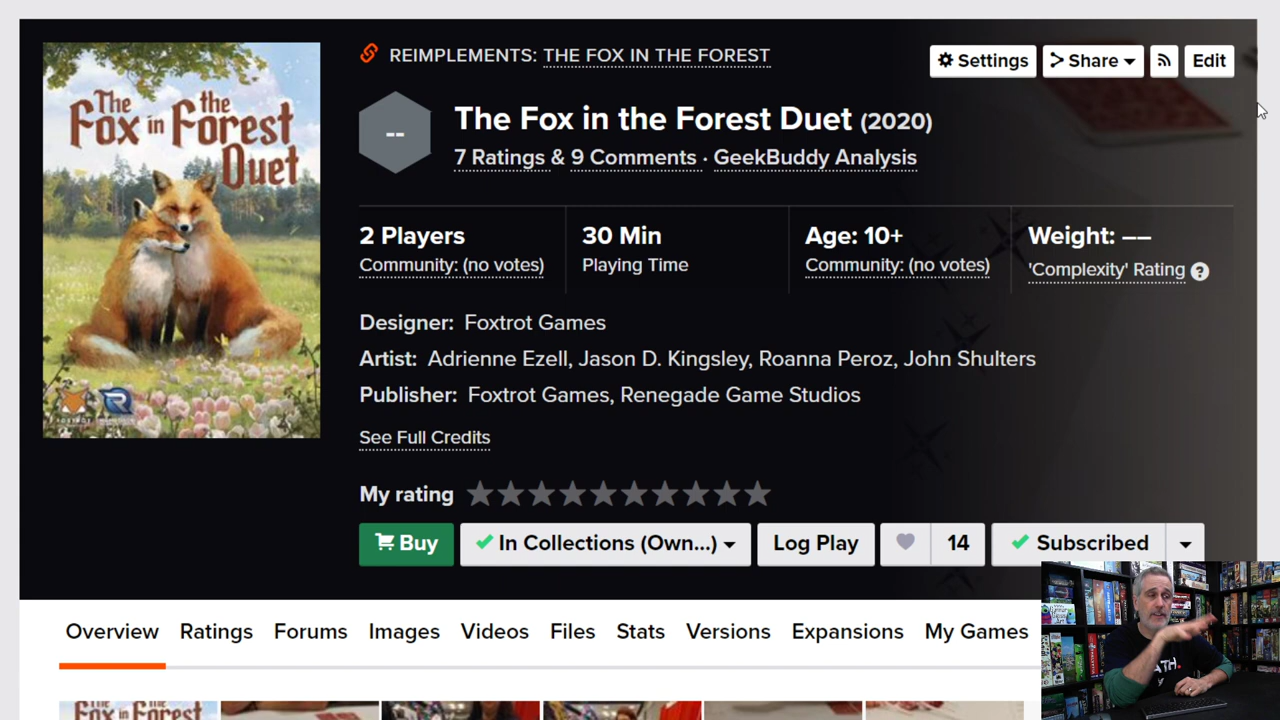 The
Fox in the Forest
Duet
REIMPLEMENTS: THE FOX IN THE FOREST
Settings
Share
Edit
--
The Fox in the Forest Duet (2020)
7 Ratings & 9 Comments · GeekBuddy Analysis
2 Players
Community: (no votes)
30 Min
Playing Time
Age: 10+
Community: (no votes)
Weight: --
'Complexity' Rating ?
Designer: Foxtrot Games
Artist: Adrienne Ezell, Jason D. Kingsley, Roanna Peroz, John Shulters
Publisher: Foxtrot Games, Renegade Game Studios
See Full Credits
My rating
Buy
In Collections (Own...)
Log Play
14
Subscribed
Overview Ratings Forums Images Videos Files Stats Versions Expansions My Games
The
Fox in Forest